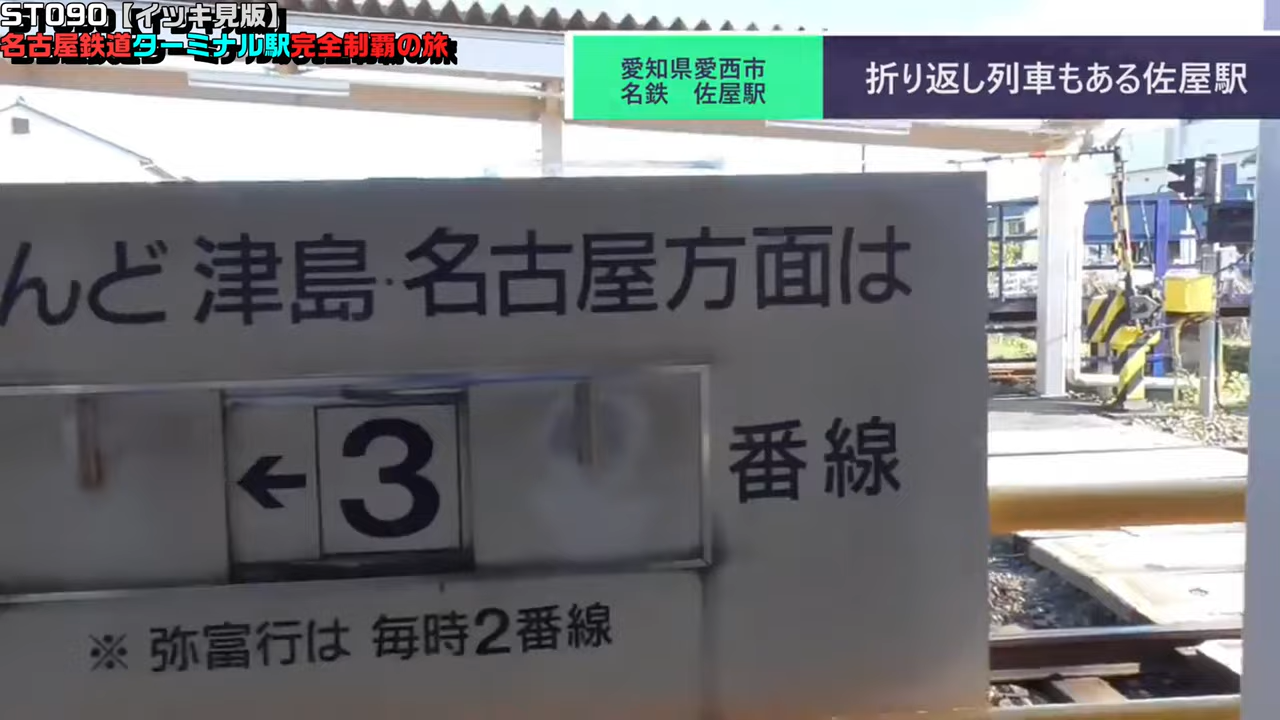 ST090【イッキ見版】
名古屋鉄道ターミナル駅完全制覇の旅
愛知県愛西市
名鉄 佐屋駅
折り返し列車もある佐屋駅
んど 津島・名古屋方面は
←3 番線
※ 弥富行は 毎時2番線